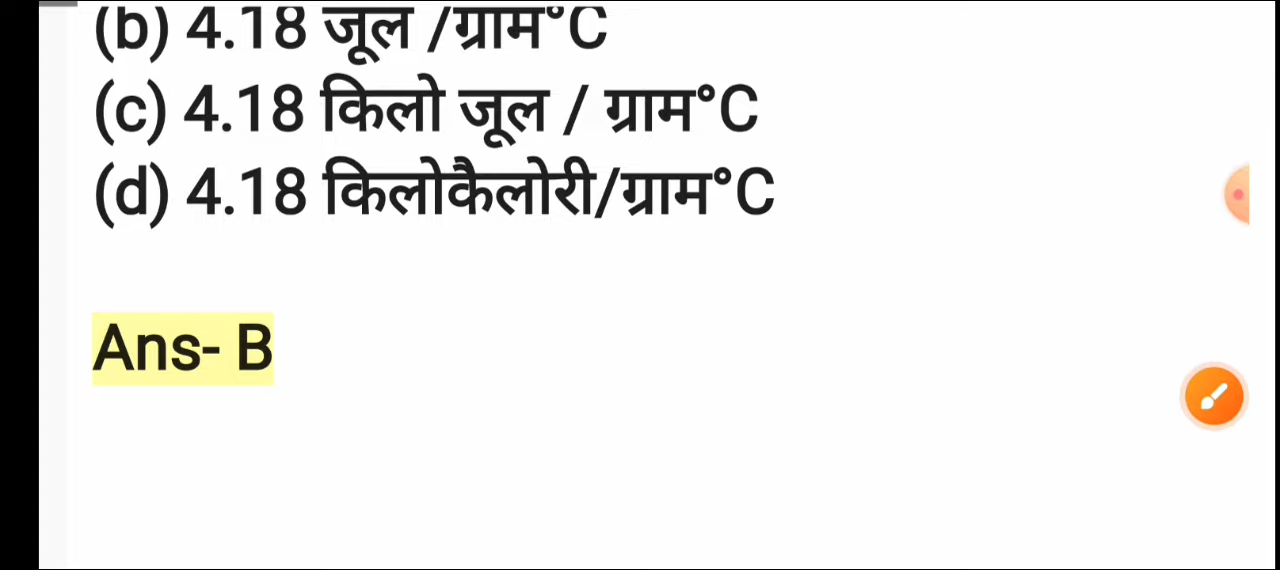 (b) 4.18 जूल /ग्राम°C
(c) 4.18 किलो जूल / ग्राम°C
(d) 4.18 किलोकैलोरी/ग्राम°C
Ans- B